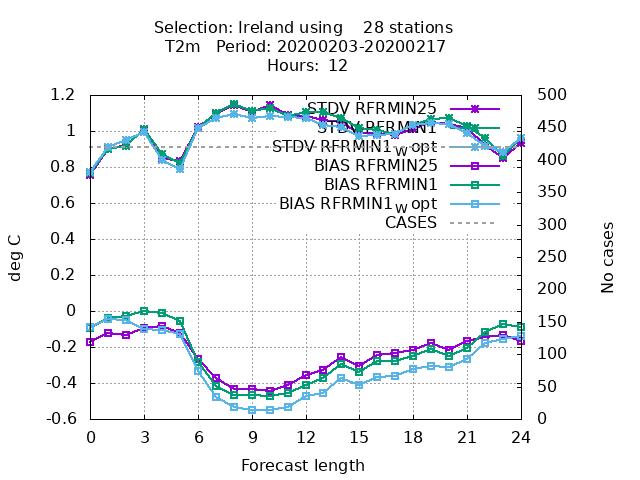 Selection: Ireland using 28 stations
T2m Period: 20200203-20200217
Hours: 12
1.2
1
0.8
0.6
0.4
0.2
0
-0.2
-0.4
-0.6
deg C
STDV RFRMIN25
STDV RFRMIN1
STDV RFRMIN1_W opt
BIAS RFRMIN25
BIAS RFRMIN1
BIAS RFRMIN1_W opt
CASES
500
450
400
350
300
250
200
150
100
50
0
No cases
0 3 6 9 12 15 18 21 24
Forecast length